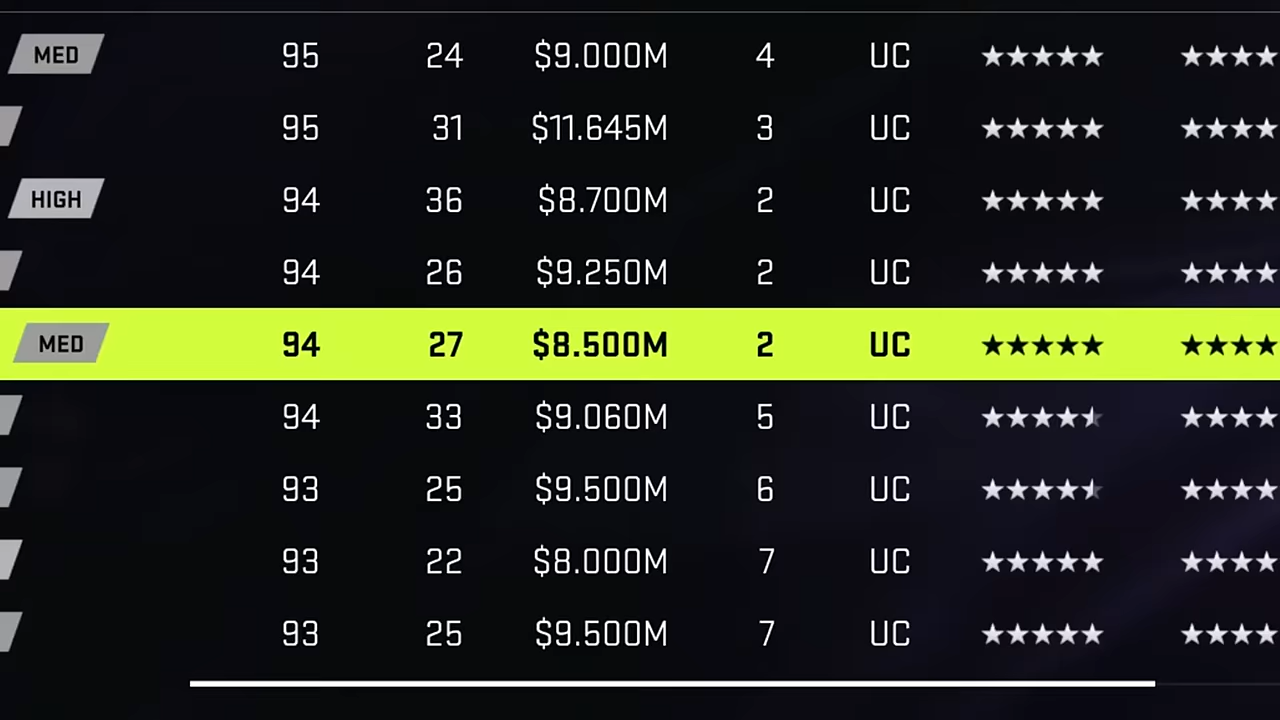 MED 95 24 $9.000M 4 UC ★★★★★ ★★★★
95 31 $11.645M 3 UC ★★★★★ ★★★★
HIGH 94 36 $8.700M 2 UC ★★★★★ ★★★★
94 26 $9.250M 2 UC ★★★★★ ★★★★
MED 94 27 $8.500M 2 UC ★★★★★ ★★★★
94 33 $9.060M 5 UC ★★★★⯨ ★★★★
93 25 $9.500M 6 UC ★★★★⯨ ★★★★
93 22 $8.000M 7 UC ★★★★★ ★★★★
93 25 $9.500M 7 UC ★★★★★ ★★★★